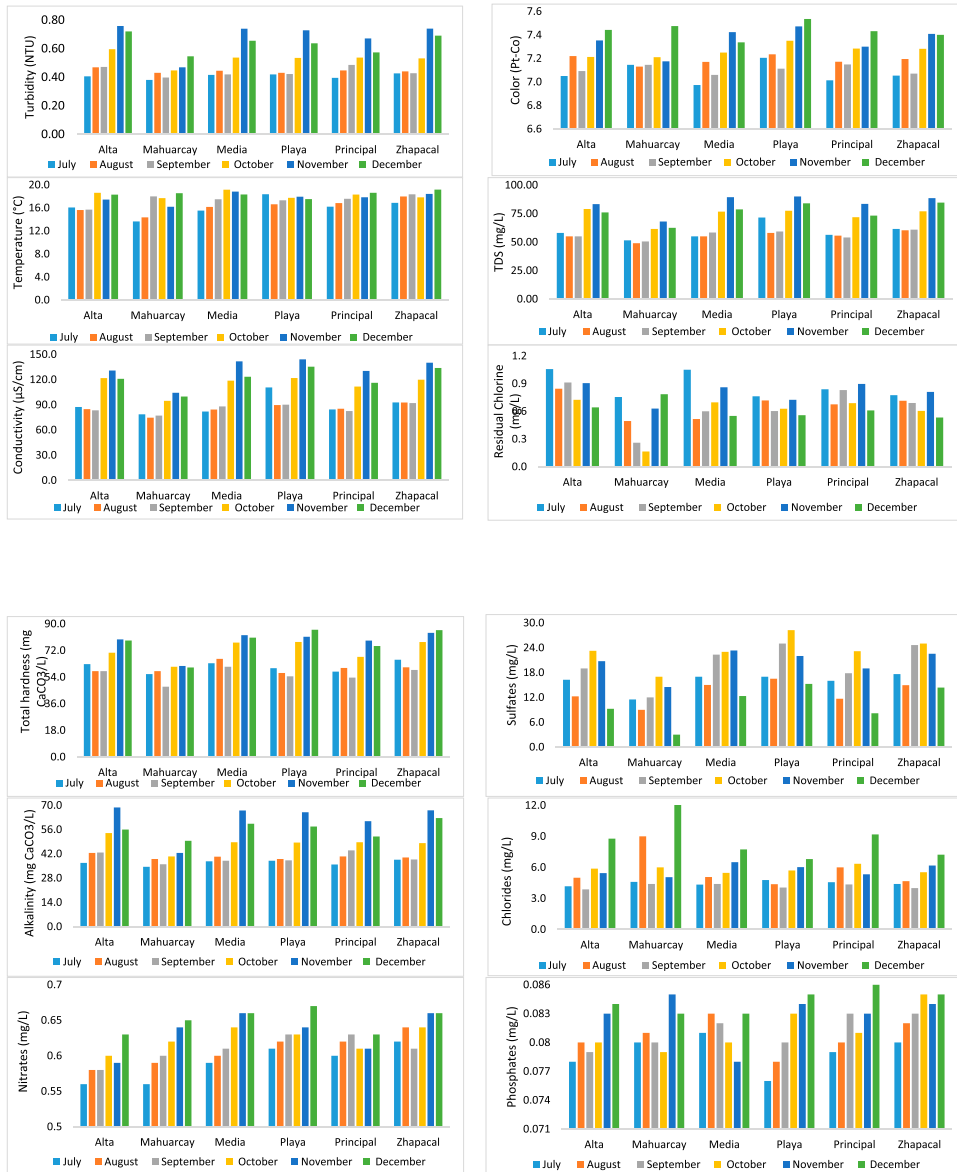 Turbidity (NTU)
0.80
0.60
0.40
0.20
0.00
Alta Mahuarcay Media Playa Principal Zhapacal
July August September October November December
Color (Pt-Co)
7.6
7.4
7.2
7.0
6.8
6.6
Alta Mahuarcay Media Playa Principal Zhapacal
July August September October November December
Temperature (°C)
20.0
16.0
12.0
8.0
4.0
0.0
Alta Mahuarcay Media Playa Principal Zhapacal
July August September October November December
TDS (mg/L)
100.00
75.00
50.00
25.00
0.00
Alta Mahuarcay Media Playa Principal Zhapacal
July August September October November December
Conductivity (µS/cm)
150.0
120.0
90.0
60.0
30.0
0.0
Alta Mahuarcay Media Playa Principal Zhapacal
July August September October November December
Residual Chlorine
(mg/L)
1.2
0.9
0.6
0.3
0.0
Alta Mahuarcay Media Playa Principal Zhapacal
July August September October November December
Total hardness (mg
CaCO3/L)
90.0
72.0
54.0
36.0
18.0
0.0
Alta Mahuarcay Media Playa Principal Zhapacal
July August September October November December
Sulfates (mg/L)
30.0
24.0
18.0
12.0
6.0
0.0
Alta Mahuarcay Media Playa Principal Zhapacal
July August September October November December
Alkalinity (mg CaCO3/L)
70.0
56.0
42.0
28.0
14.0
0.0
Alta Mahuarcay Media Playa Principal Zhapacal
July August September October November December
Chlorides (mg/L)
12.0
9.0
6.0
3.0
0.0
Alta Mahuarcay Media Playa Principal Zhapacal
July August September October November December
Nitrates (mg/L)
0.7
0.65
0.6
0.55
0.5
Alta Mahuarcay Media Playa Principal Zhapacal
July August September October November December
Phosphates (mg/L)
0.086
0.083
0.08
0.077
0.074
0.071
Alta Mahuarcay Media Playa Principal Zhapacal
July August September October November December